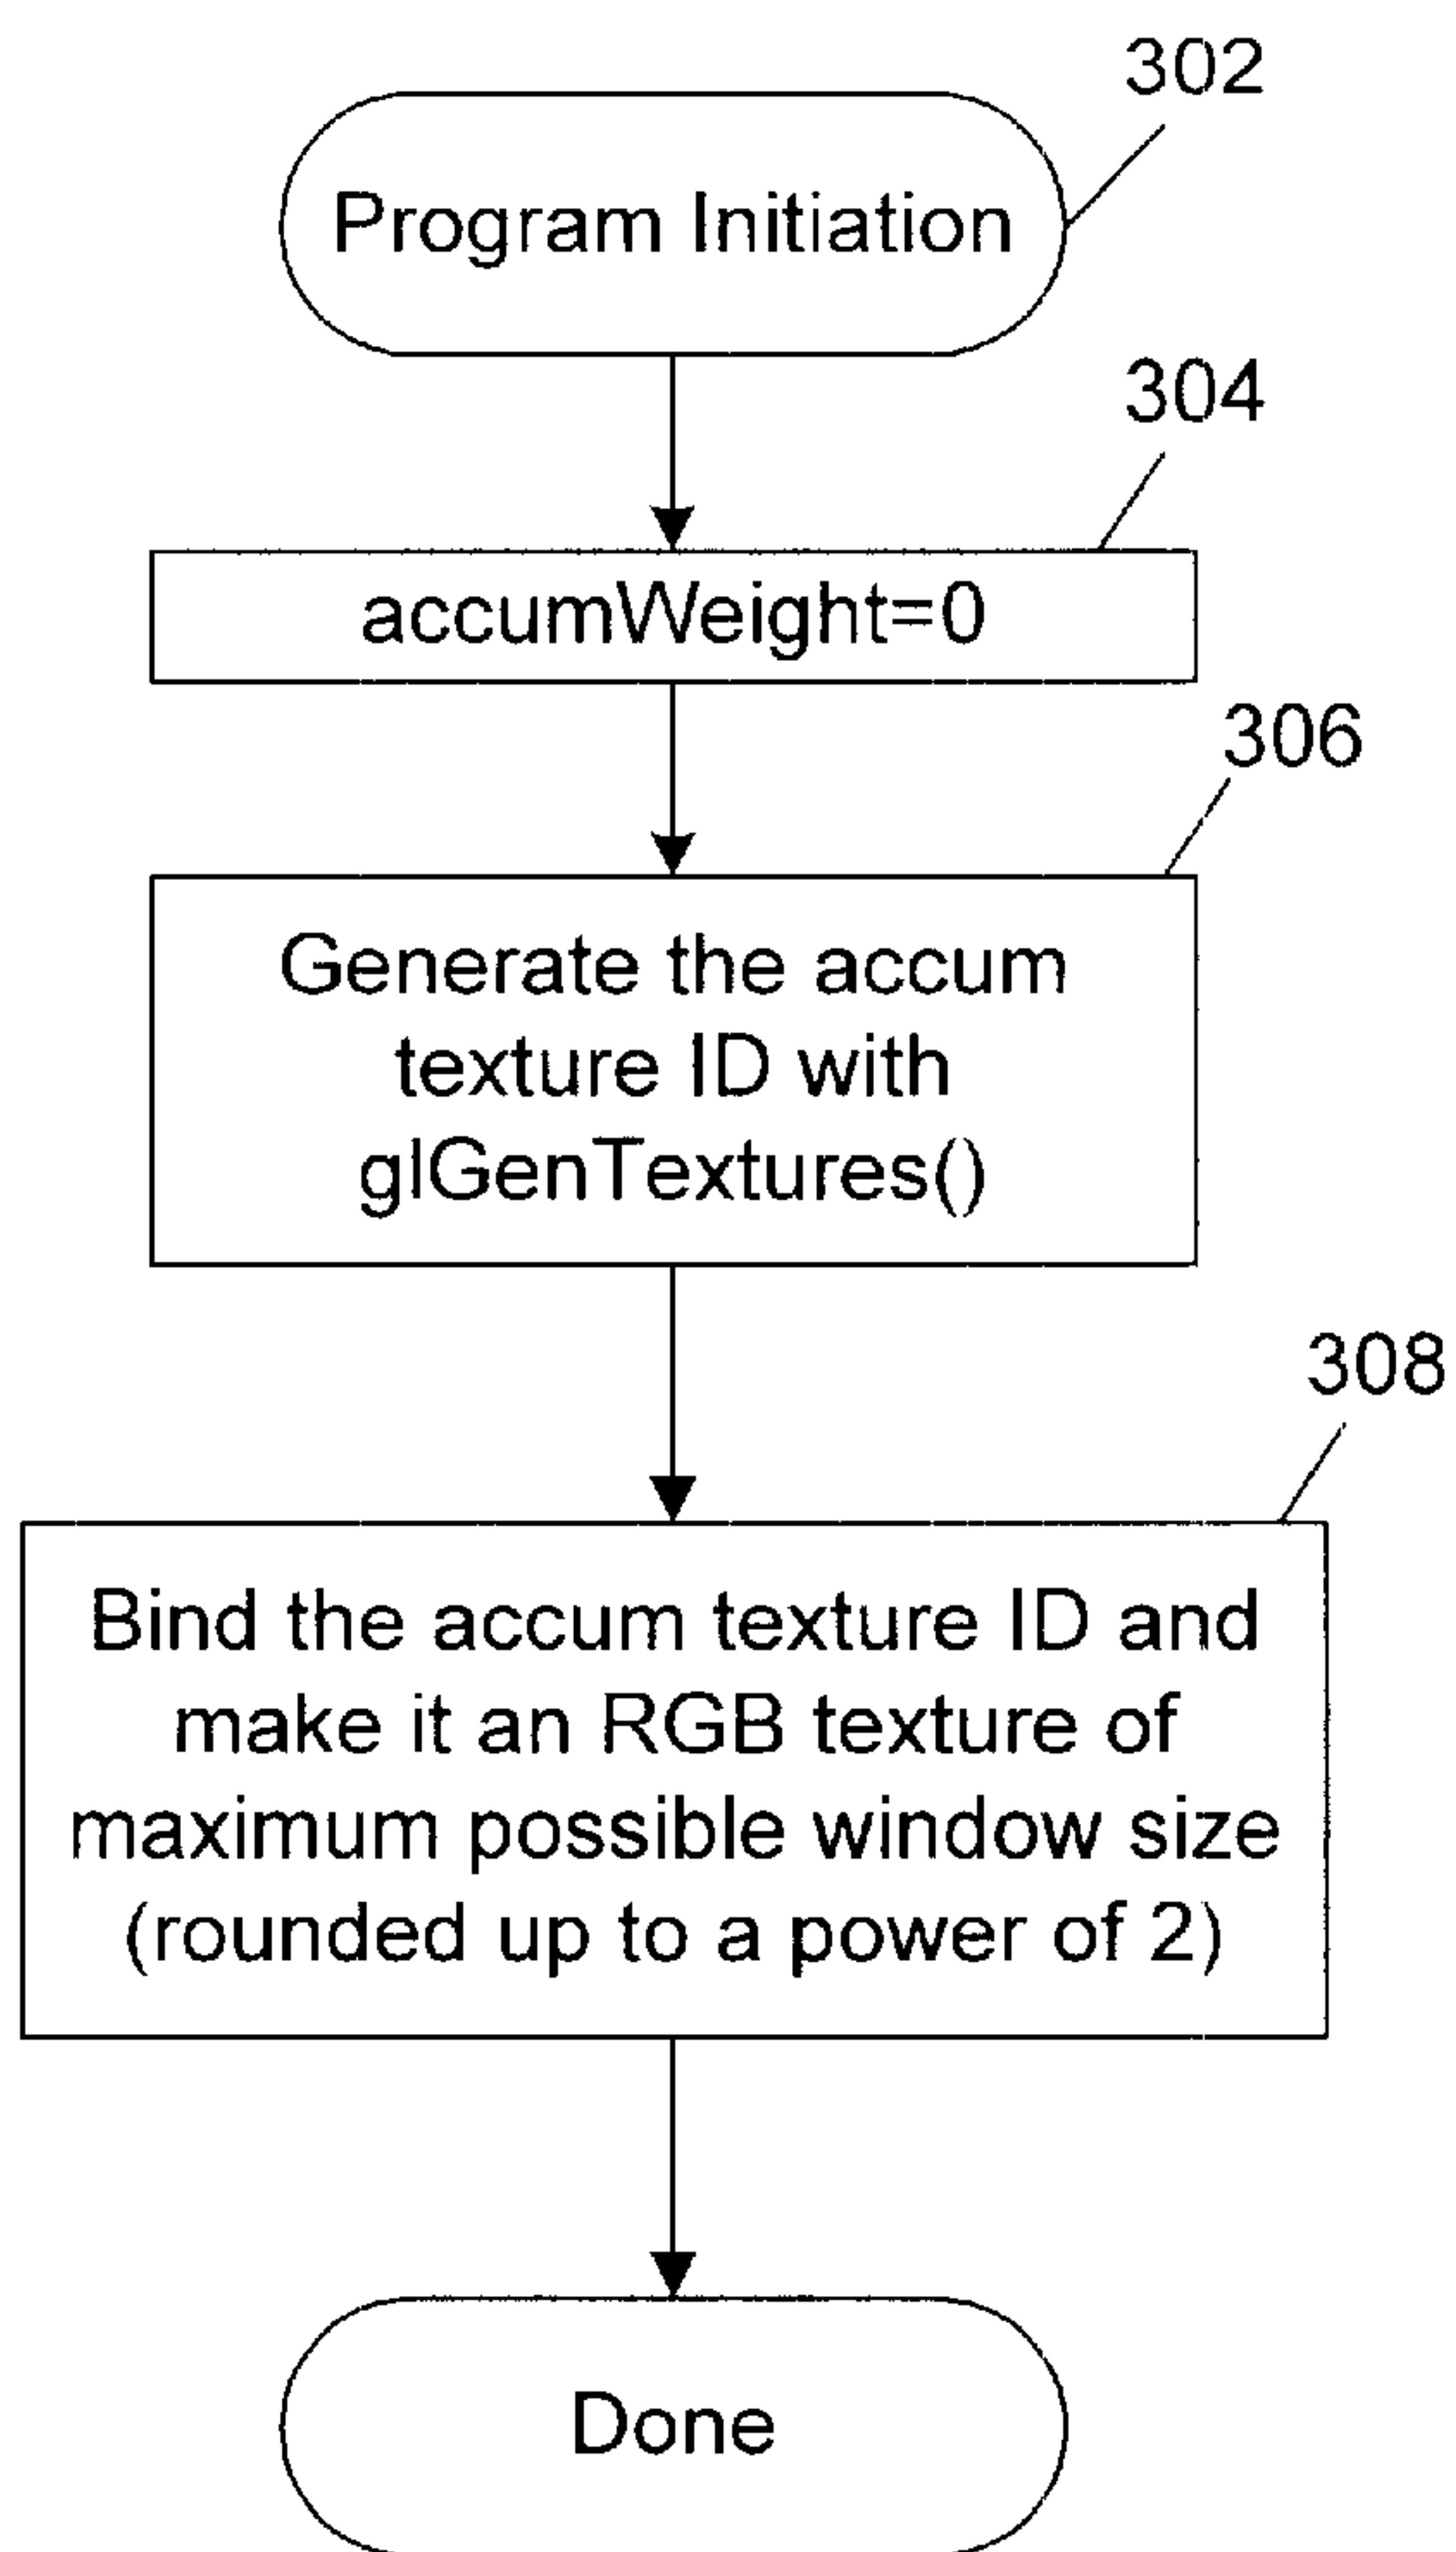 302
Program Initiation
304
accumWeight=0
306
Generate the accum
texture ID with
glGenTextures()
308
Bind the accum texture ID and
make it an RGB texture of
maximum possible window size
(rounded up to a power of 2)
Done